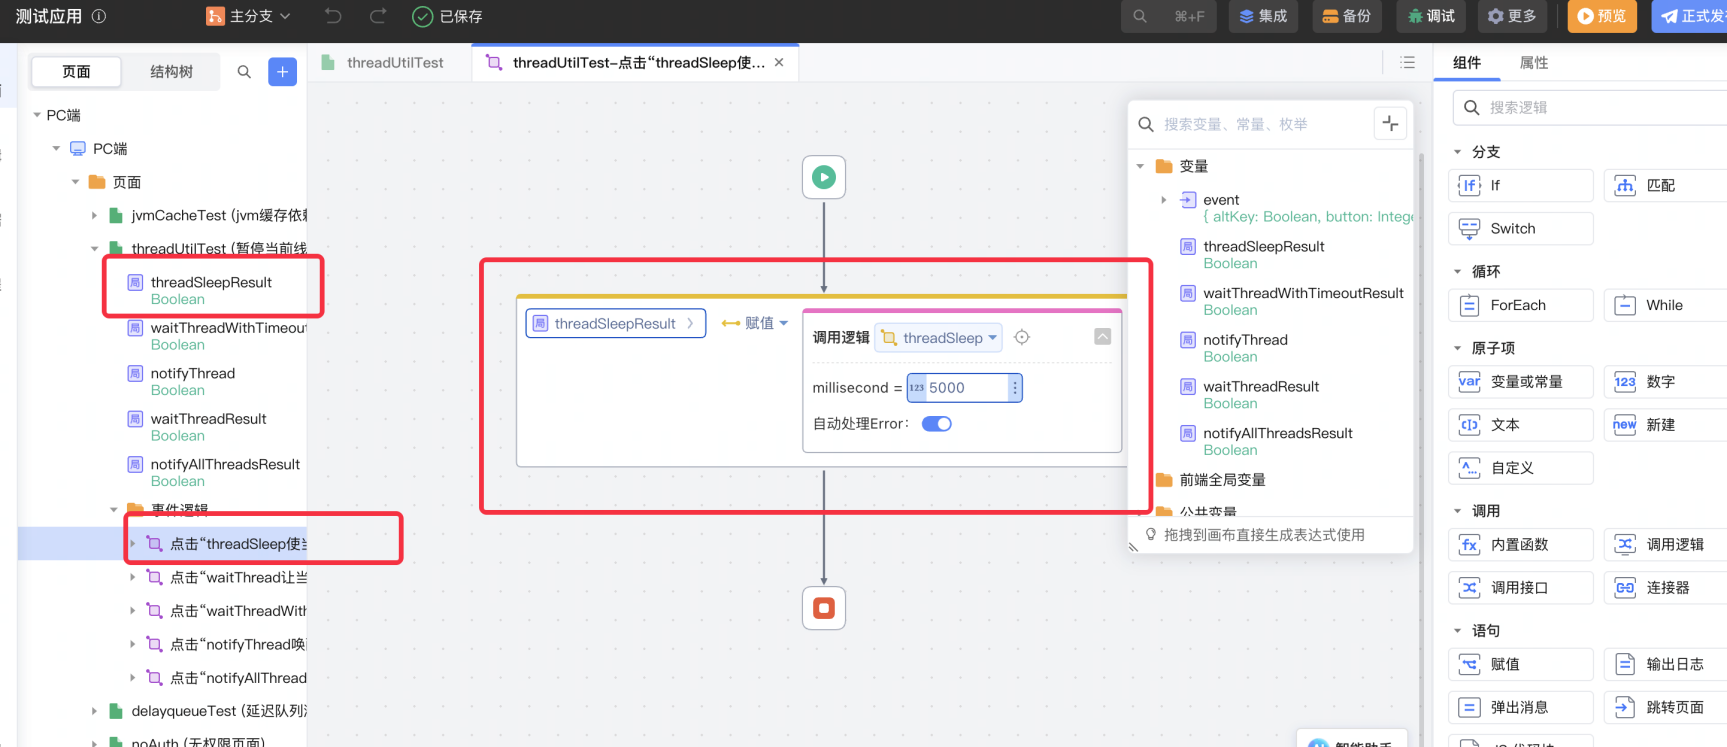 测试应用
主分支
已保存
⌘+F
集成
备份
调试
更多
预览
正式发
页面
结构树
PC端
PC端
页面
jvmCacheTest (jvm缓存依
threadUtilTest (暂停当前线
threadSleepResult
Boolean
waitThreadWithTimeout
Boolean
notifyThread
Boolean
waitThreadResult
Boolean
notifyAllThreadsResult
Boolean
事件逻辑
点击“threadSleep使
点击“waitThread让当
点击“waitThreadWith
点击“notifyThread唤
点击“notifyAllThread
delayqueueTest (延迟队列
noAuth (无权限页面)
threadUtilTest
threadUtilTest-点击“threadSleep使...
threadSleepResult
赋值
调用逻辑
threadSleep
millisecond =
123
5000
自动处理Error:
搜索变量、常量、枚举
变量
event
{ altKey: Boolean, button: Intege
threadSleepResult
Boolean
waitThreadWithTimeoutResult
Boolean
notifyThread
Boolean
waitThreadResult
Boolean
notifyAllThreadsResult
Boolean
前端全局变量
公共变量
拖拽到画布直接生成表达式使用
智能助手
组件
属性
搜索逻辑
分支
If
匹配
Switch
循环
ForEach
While
原子项
变量或常量
数字
文本
新建
自定义
调用
内置函数
调用逻辑
调用接口
连接器
语句
赋值
输出日志
弹出消息
跳转页面
JS 代码块